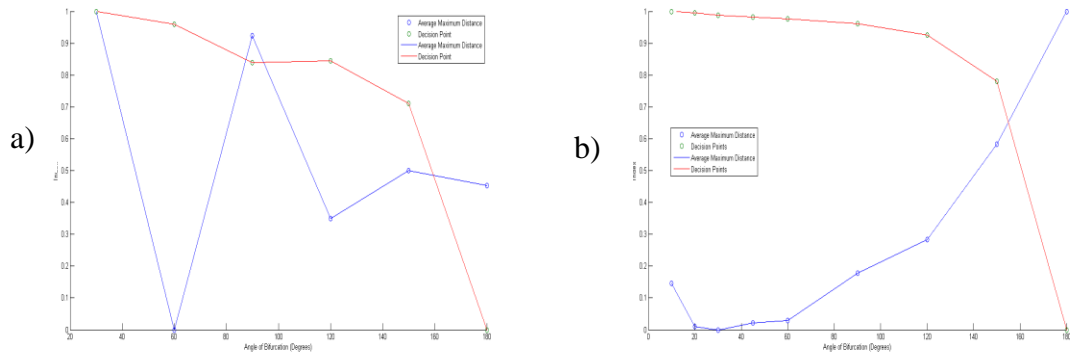 a)
1
0.9
0.8
0.7
0.6
0.5
0.4
0.3
0.2
0.1
0
20 40 60 80 100 120 140 160 180
Angle of Bifurcation (Degrees)
Average Maximum Distance
Decision Point
Average Maximum Distance
Decision Point
b)
1
0.9
0.8
0.7
0.6
0.5
0.4
0.3
0.2
0.1
0
0 20 40 60 80 100 120 140 160 180
Angle of Bifurcation (Degrees)
Average Maximum Distance
Decision Points
Average Maximum Distance
Decision Points